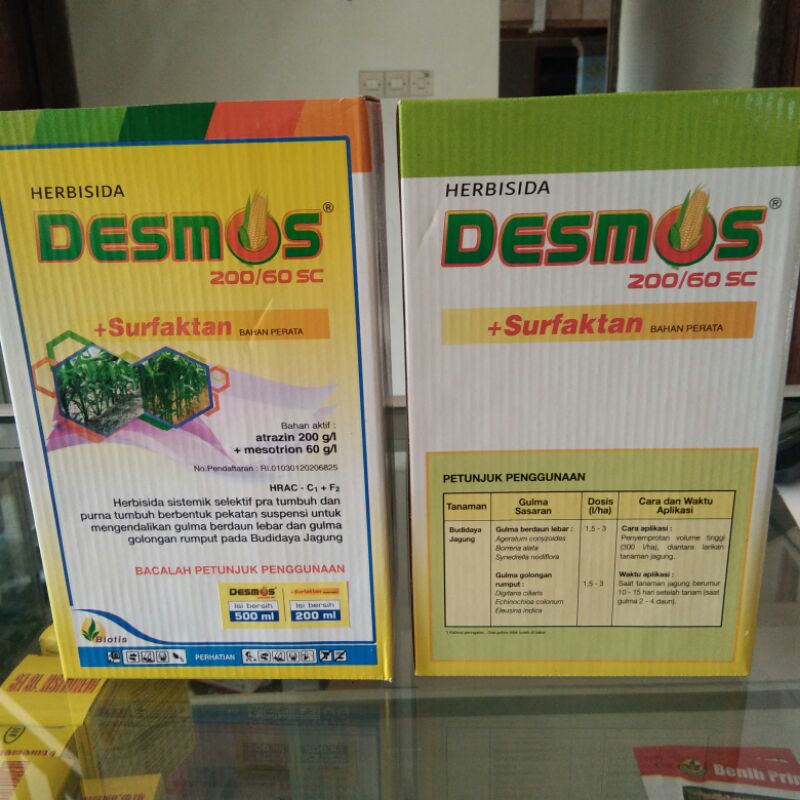 HERBISIDA
DESMOS®
200/60 SC
+Surfaktan BAHAN PERATA
Bahan aktif :
atrazin 200 g/l
+ mesotrion 60 g/l
No.Pendaftaran : RI.01030120206825
HRAC - C1 + F2
Herbisida sistemik selektif pra tumbuh dan
purna tumbuh berbentuk pekatan suspensi untuk
mengendalikan gulma berdaun lebar dan gulma
golongan rumput pada Budidaya Jagung
BACALAH PETUNJUK PENGGUNAAN
DESMOS
Isi bersih
500 ml
+Surfaktan
Isi bersih
200 ml
Biotis
PERHATIAN
HERBISIDA
DESMOS®
200/60 SC
+Surfaktan BAHAN PERATA
PETUNJUK PENGGUNAAN
Tanaman
Gulma
Sasaran
Dosis
(l/ha)
Cara dan Waktu
Aplikasi
Budidaya
Jagung
Gulma berdaun lebar :
Ageratum conyzoides
Borreria alata
Synedrella nodiflora
1,5 - 3
Cara aplikasi :
Penyemprotan volume tinggi
(300 l/ha), diantara larikan
tanaman jagung.
Gulma golongan
rumput :
Digitaria ciliaris
Echinochloa colonum
Eleusina indica
1,5 - 3
Waktu aplikasi :
Saat tanaman jagung berumur
10 - 15 hari setelah tanam (saat
gulma 2 - 4 daun).
Benih Prin